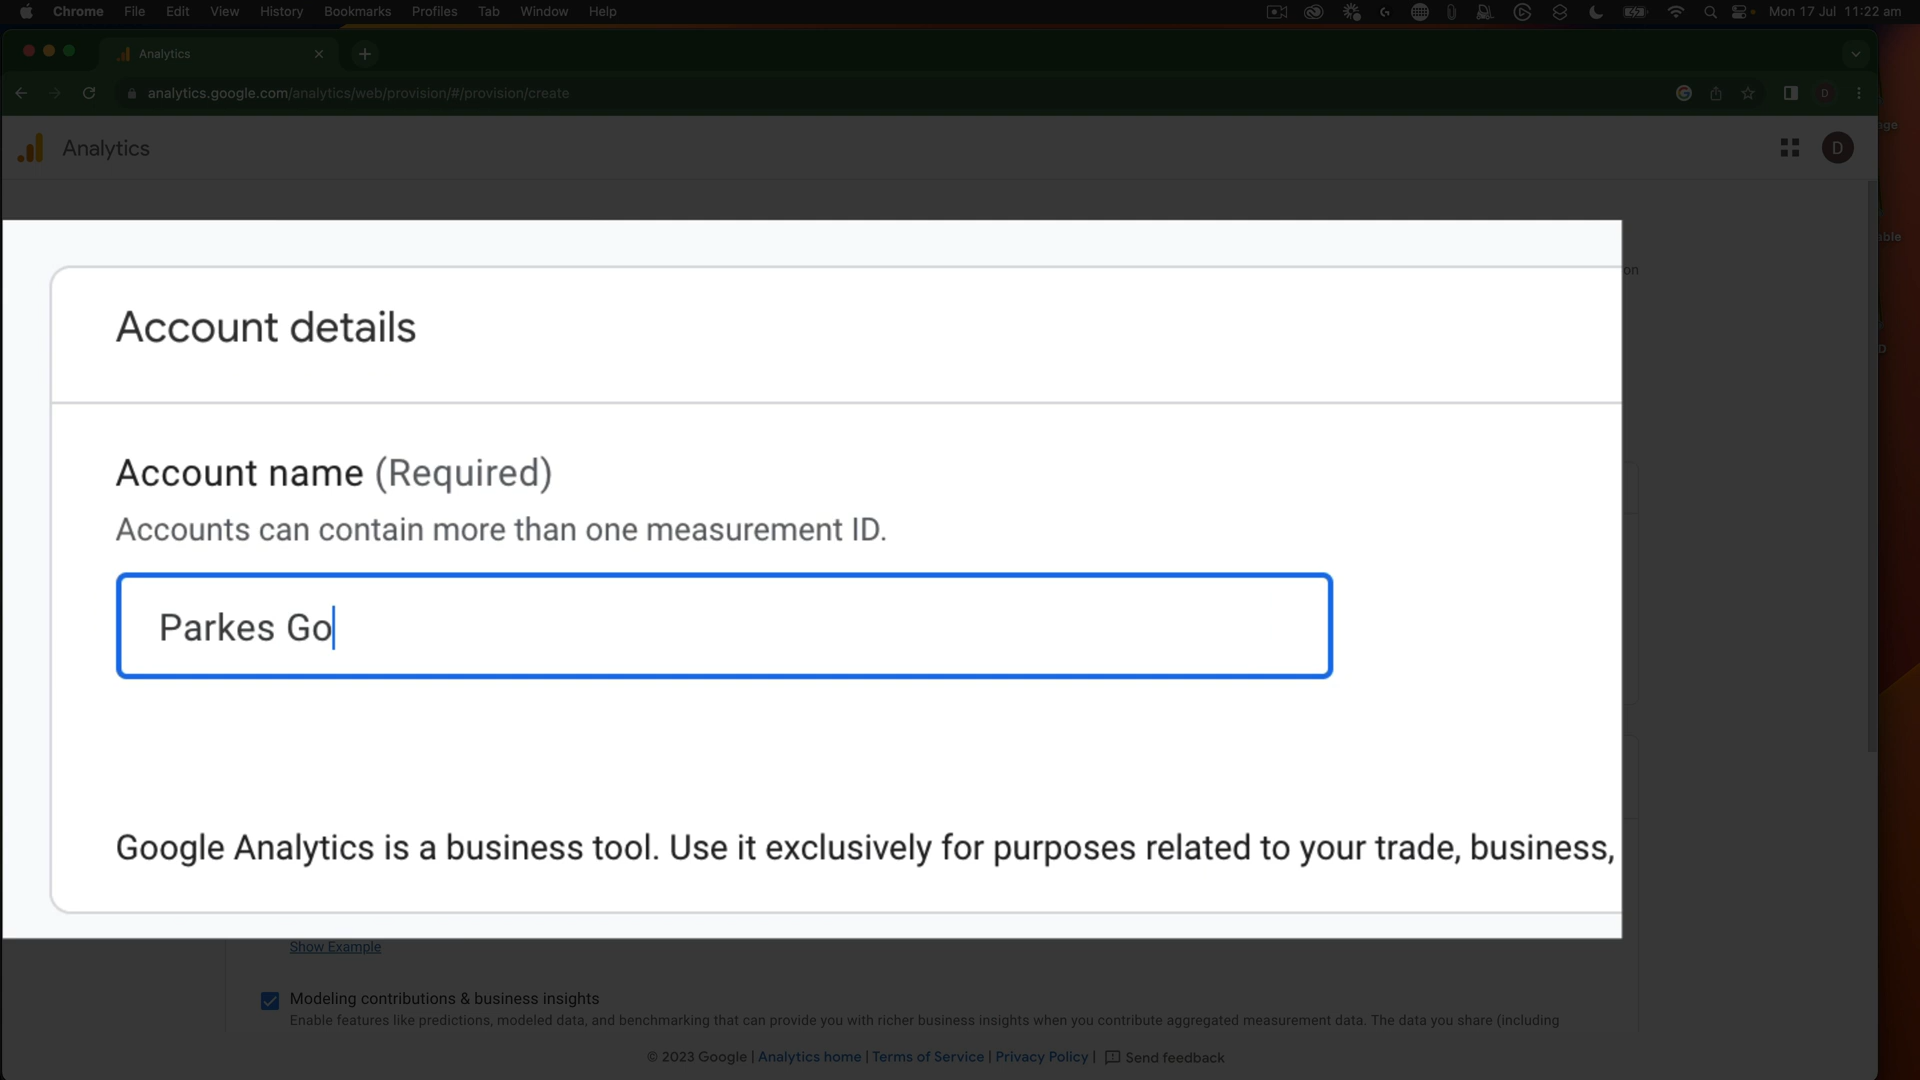 Chrome File Edit View History Bookmarks Profiles Tab Window Help Mon 17 Jul 11:22 am
Analytics
analytics.google.com/analytics/web/provision/#/provision/create
D
Analytics
D
Account details
Account name (Required)
Accounts can contain more than one measurement ID.
Parkes Go
Google Analytics is a business tool. Use it exclusively for purposes related to your trade, business,
Show Example
Modeling contributions & business insights
Enable features like predictions, modeled data, and benchmarking that can provide you with richer business insights when you contribute aggregated measurement data. The data you share (including
© 2023 Google | Analytics home | Terms of Service | Privacy Policy | Send feedback